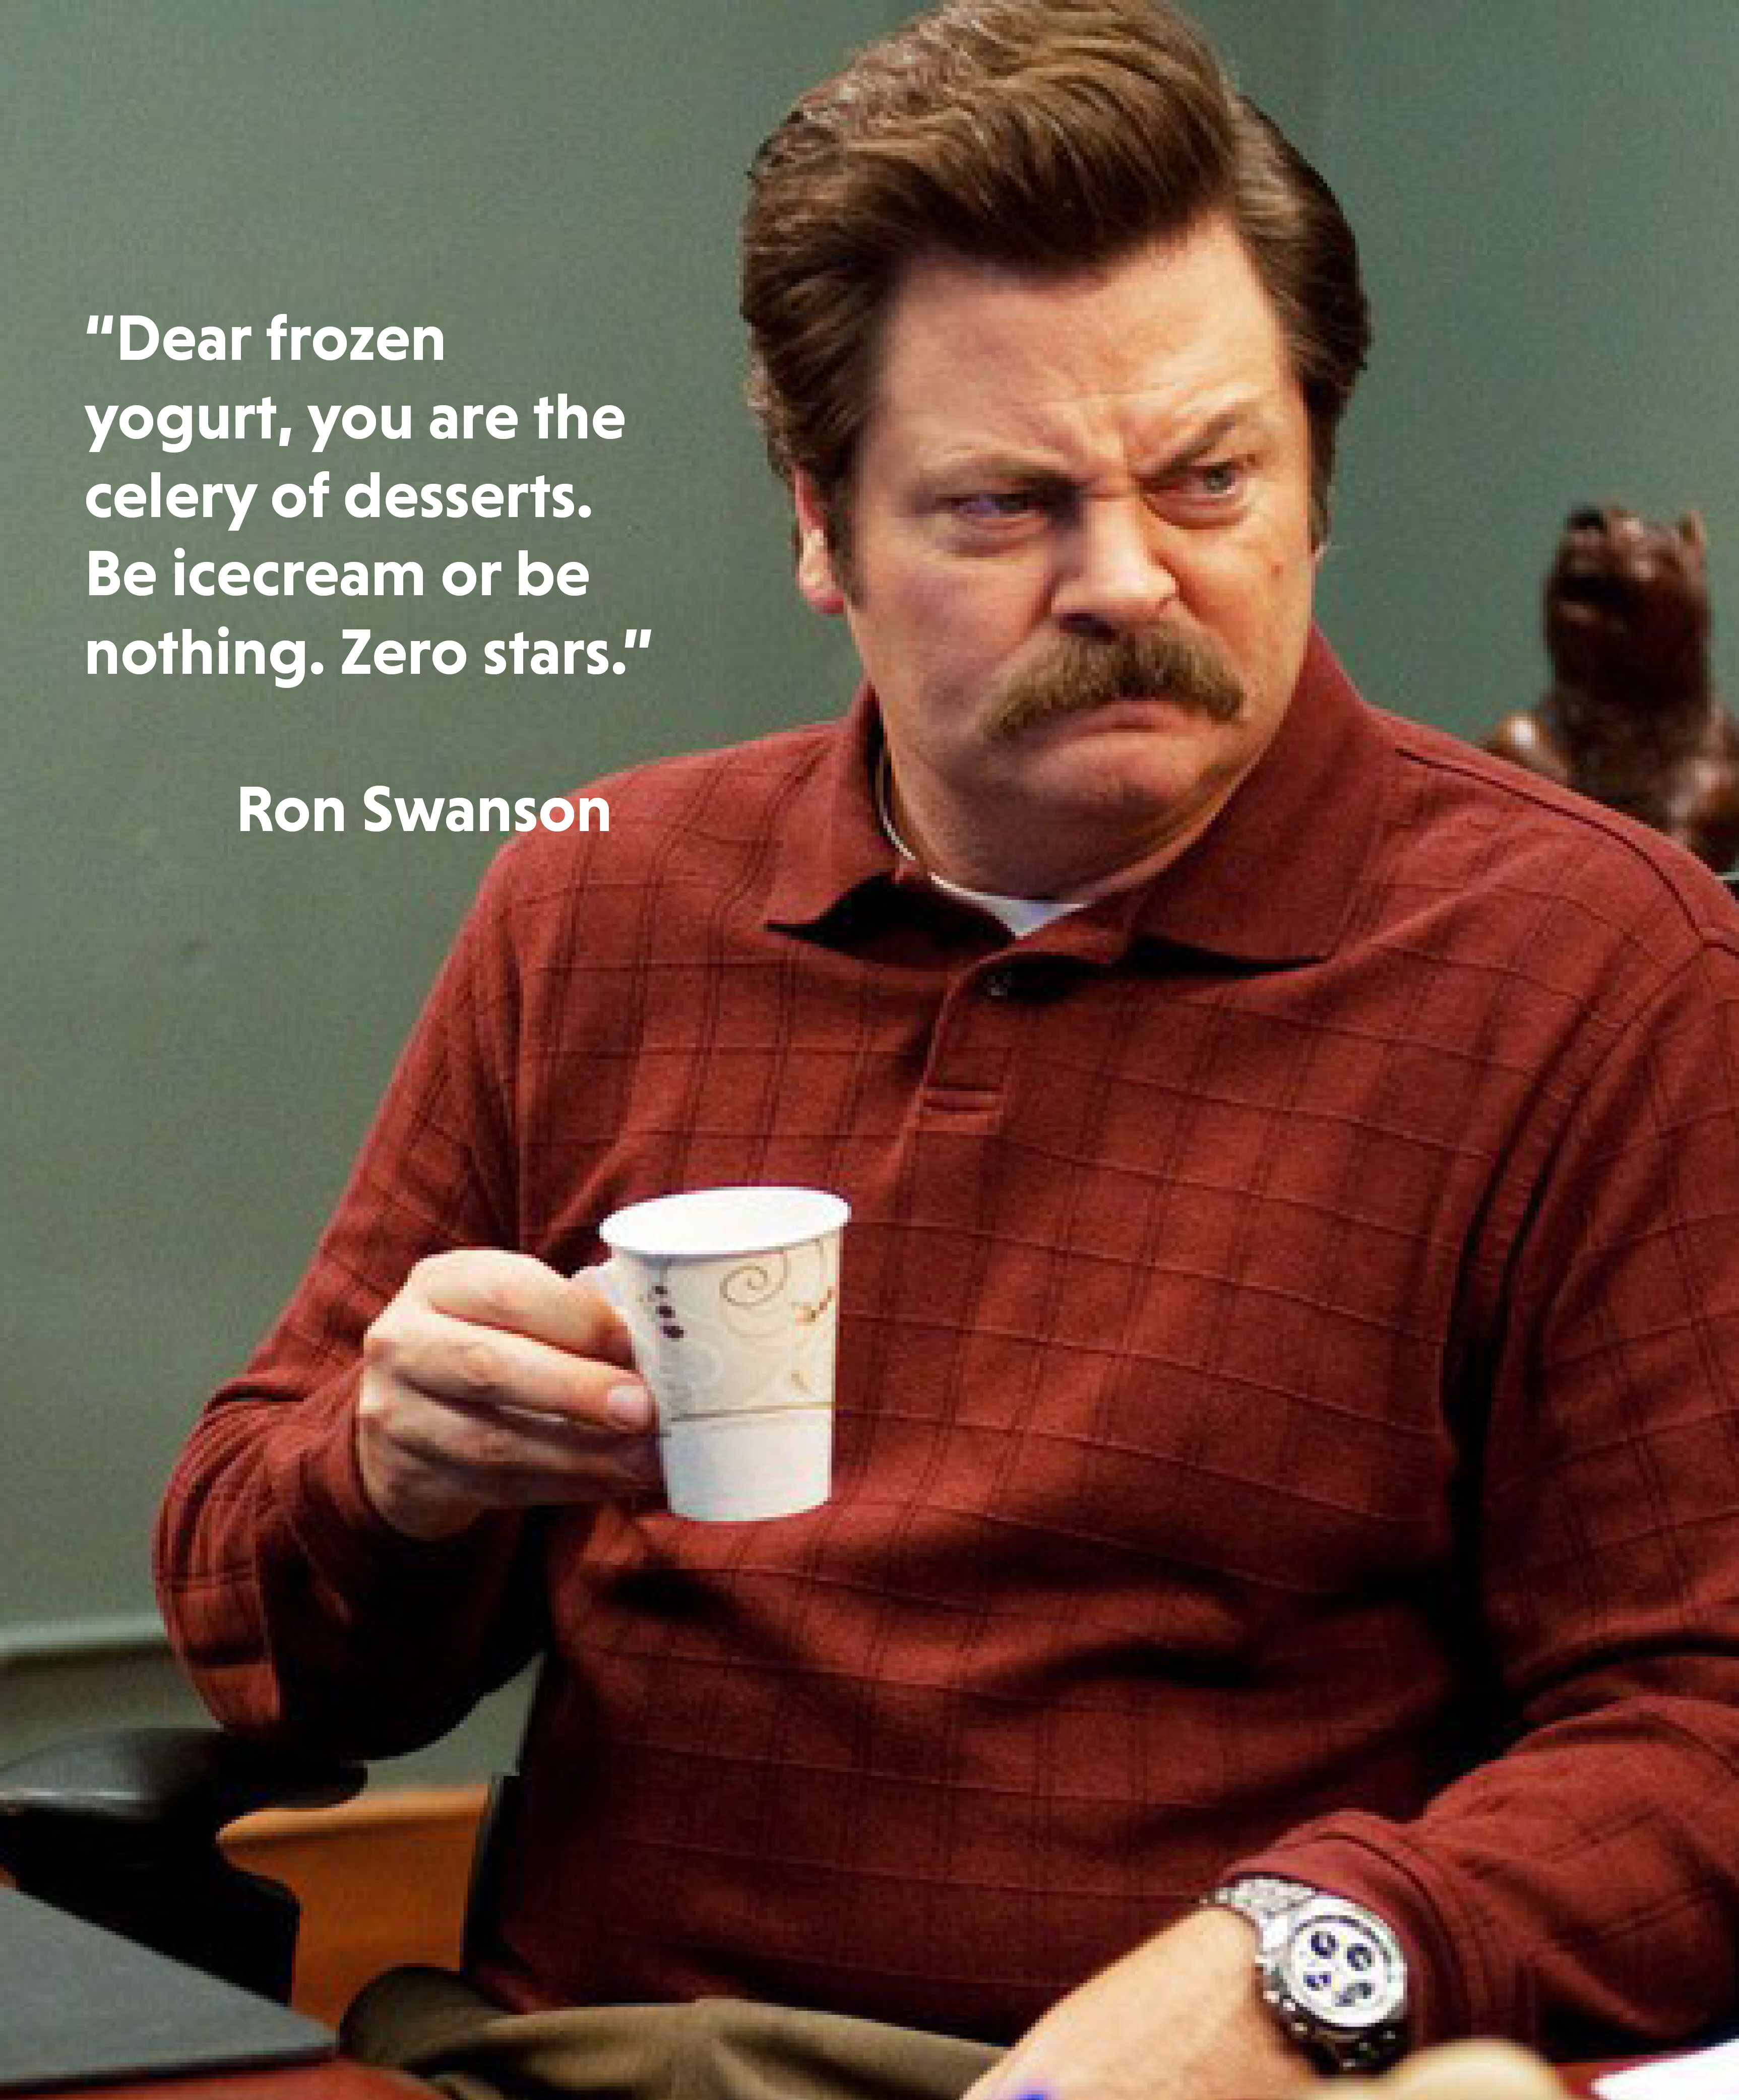 “Dear frozen
yogurt, you are the
celery of desserts.
Be icecream or be
nothing. Zero stars.”
Ron Swanson